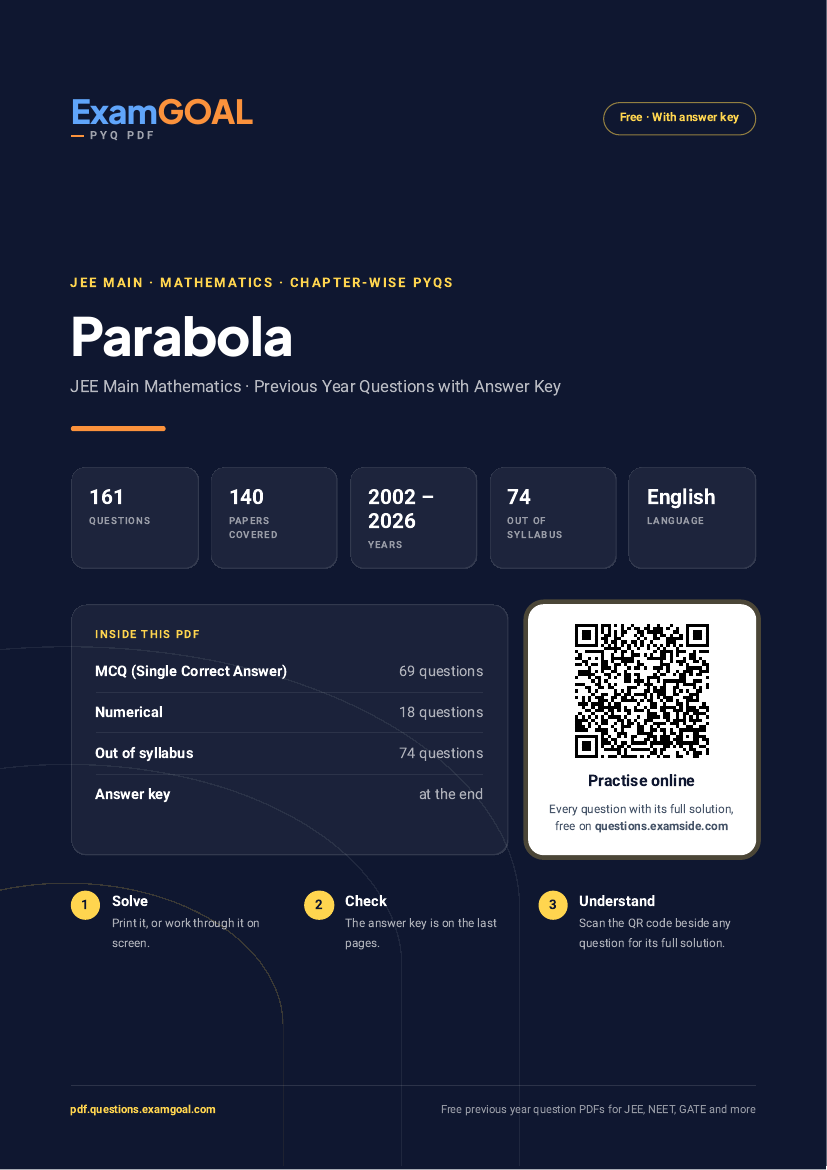 ExamGOAL
PYQ PDF
Free · With answer key
JEE MAIN · MATHEMATICS · CHAPTER-WISE PYQS
Parabola
JEE Main Mathematics · Previous Year Questions with Answer Key
161
QUESTIONS
140
PAPERS
COVERED
2002 –
2026
YEARS
74
OUT OF
SYLLABUS
English
LANGUAGE
INSIDE THIS PDF
MCQ (Single Correct Answer) 69 questions
Numerical 18 questions
Out of syllabus 74 questions
Answer key at the end
Practise online
Every question with its full solution,
free on questions.examside.com
1 Solve
Print it, or work through it on
screen.
2 Check
The answer key is on the last
pages.
3 Understand
Scan the QR code beside any
question for its full solution.
pdf.questions.examgoal.com
Free previous year question PDFs for JEE, NEET, GATE and more